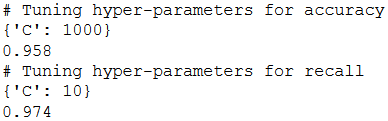 # Tuning hyper-parameters for accuracy
{'C': 1000}
0.958
# Tuning hyper-parameters for recall
{'C': 10}
0.974